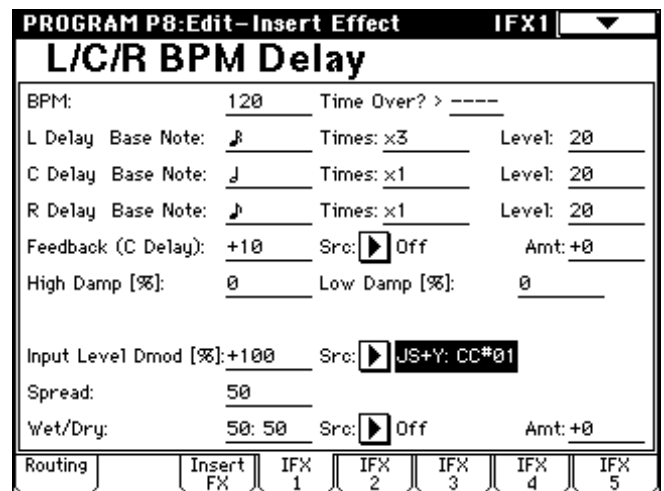 PROGRAM P8:Edit-Insert Effect IFX1
L/C/R BPM Delay
BPM: 120 Time Over? > ----
L Delay Base Note: 𝅘𝅥𝅯 Times: x3 Level: 20
C Delay Base Note: 𝅗𝅥 Times: x1 Level: 20
R Delay Base Note: ♪ Times: x1 Level: 20
Feedback (C Delay): +10 Src: Off Amt: +0
High Damp [%]: 0 Low Damp [%]: 0
Input Level Dmod [%]: +100 Src: JS+Y: CC#01
Spread: 50
Wet/Dry: 50: 50 Src: Off Amt: +0
Routing Insert FX IFX 1 IFX 2 IFX 3 IFX 4 IFX 5